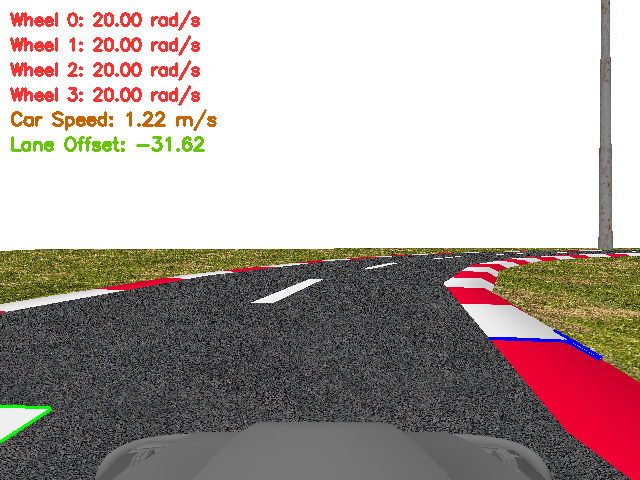 Wheel 0: 20.00 rad/s
Wheel 1: 20.00 rad/s
Wheel 2: 20.00 rad/s
Wheel 3: 20.00 rad/s
Car Speed: 1.22 m/s
Lane Offset: -31.62